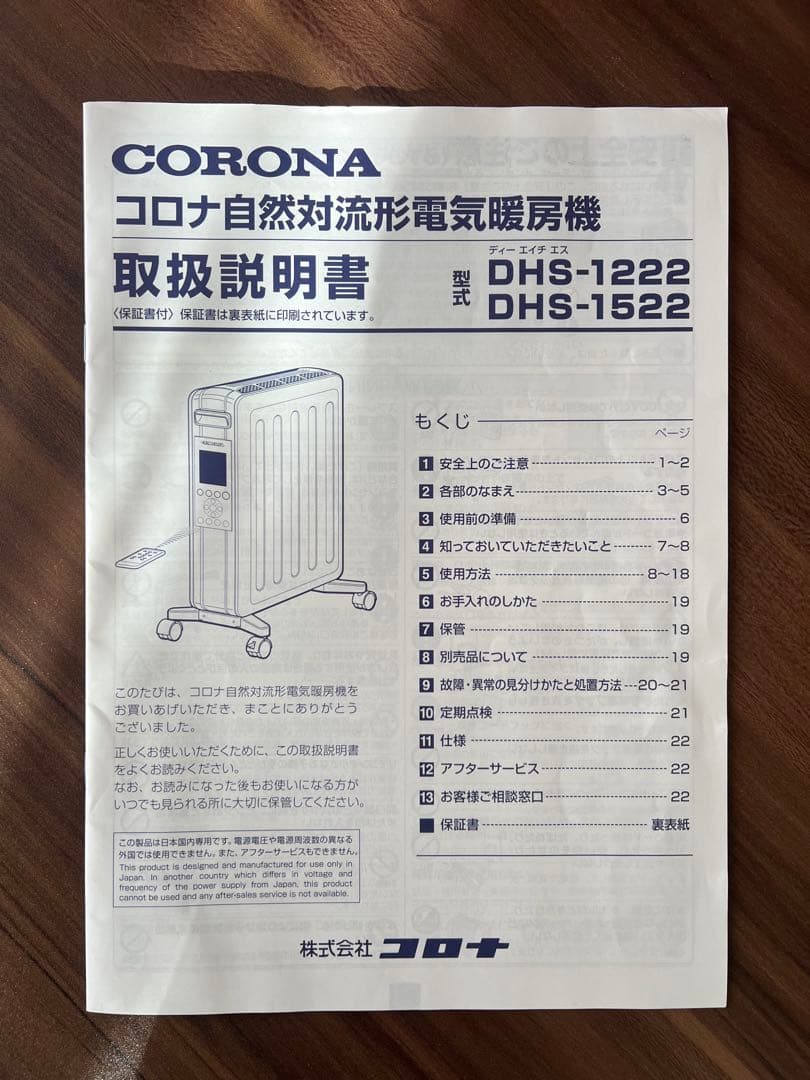 CORONA
コロナ自然対流形電気暖房機
取扱説明書
〈保証書付〉保証書は裏表紙に印刷されています。
型式
ディー エイチ エス
DHS-1222
DHS-1522
もくじ
ページ
1 安全上のご注意 1〜2
2 各部のなまえ 3〜5
3 使用前の準備 6
4 知っておいていただきたいこと 7〜8
5 使用方法 8〜18
6 お手入れのしかた 19
7 保管 19
8 別売品について 19
9 故障・異常の見分けかたと処置方法 20〜21
10 定期点検 21
11 仕様 22
12 アフターサービス 22
13 お客様ご相談窓口 22
■ 保証書 裏表紙
このたびは、コロナ自然対流形電気暖房機を
お買いあげいただき、まことにありがとう
ございました。
正しくお使いいただくために、この取扱説明書
をよくお読みください。
なお、お読みになった後もお使いになる方が
いつでも見られる所に大切に保管してください。
この製品は日本国内専用です。電源電圧や電源周波数の異なる
外国では使用できません。また、アフターサービスもできません。
This product is designed and manufactured for use only in
Japan. In another country which differs in voltage and
frequency of the power supply from Japan, this product
cannot be used and any after-sales service is not available.
株式会社 コロナ